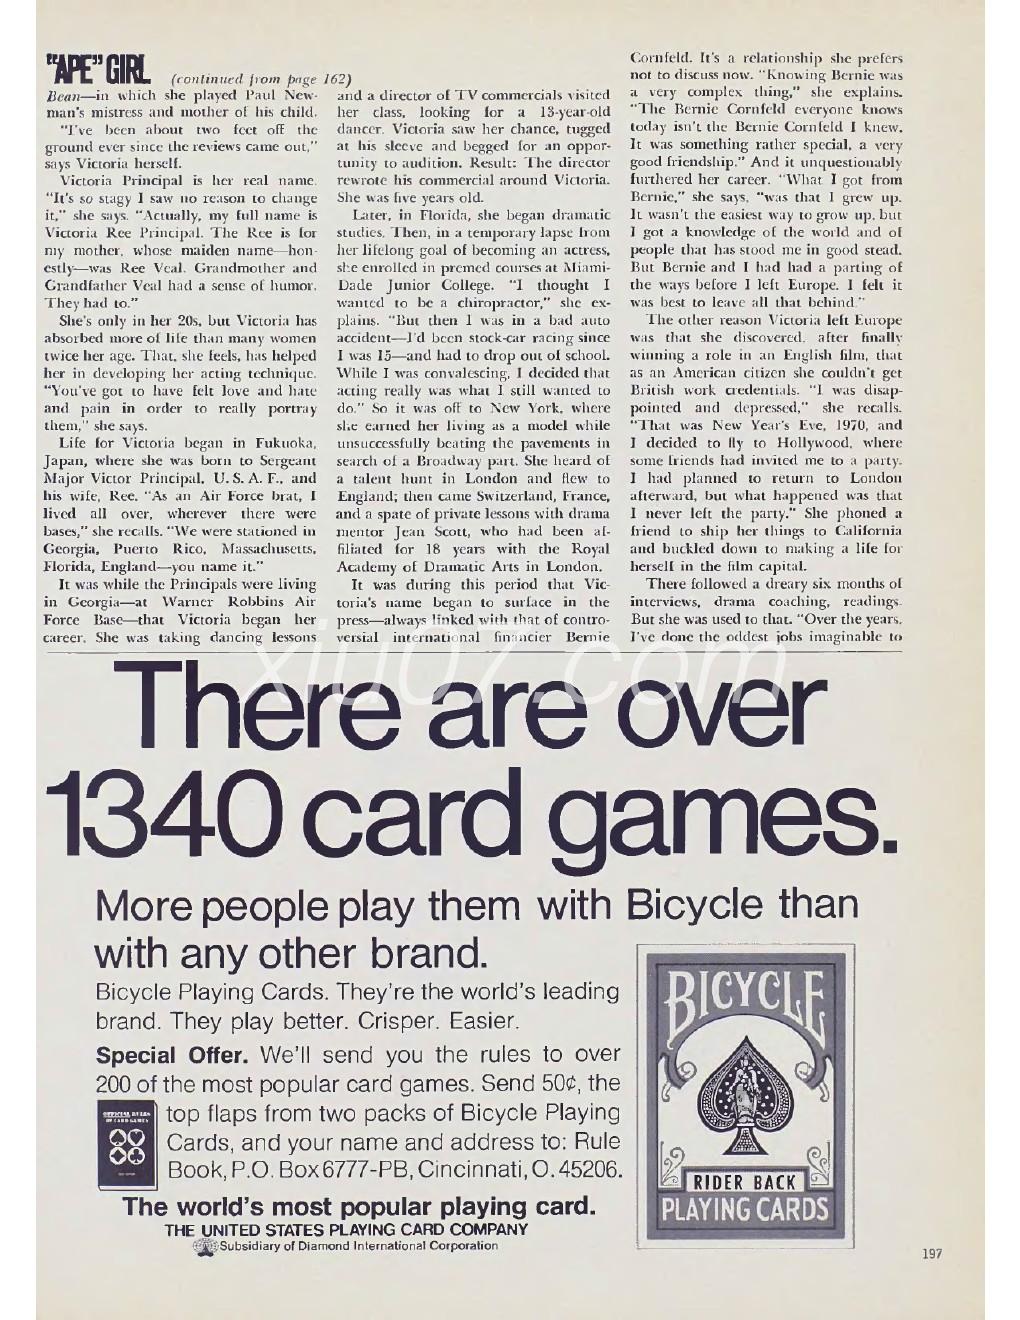 "APE" GIRL (continued from page 162)
Bean—in which she played Paul New-
man's mistress and mother of his child.
"I've been about two feet off the
ground ever since the reviews came out,"
says Victoria herself.
Victoria Principal is her real name.
"It's so stagy I saw no reason to change
it," she says. "Actually, my full name is
Victoria Ree Principal. The Ree is for
my mother, whose maiden name—hon-
estly—was Ree Veal. Grandmother and
Grandfather Veal had a sense of humor.
They had to."
She's only in her 20s, but Victoria has
absorbed more of life than many women
twice her age. That, she feels, has helped
her in developing her acting technique.
"You've got to have felt love and hate
and pain in order to really portray
them," she says.
Life for Victoria began in Fukuoka,
Japan, where she was born to Sergeant
Major Victor Principal, U. S. A. F., and
his wife, Ree. "As an Air Force brat, I
lived all over, wherever there were
bases," she recalls. "We were stationed in
Georgia, Puerto Rico, Massachusetts,
Florida, England—you name it."
It was while the Principals were living
in Georgia—at Warner Robbins Air
Force Base—that Victoria began her
career. She was taking dancing lessons
and a director of TV commercials visited
her class, looking for a 13-year-old
dancer. Victoria saw her chance, tugged
at his sleeve and begged for an oppor-
tunity to audition. Result: The director
rewrote his commercial around Victoria.
She was five years old.
Later, in Florida, she began dramatic
studies. Then, in a temporary lapse from
her lifelong goal of becoming an actress,
she enrolled in premed courses at Miami-
Dade Junior College. "I thought I
wanted to be a chiropractor," she ex-
plains. "But then I was in a bad auto
accident—I'd been stock-car racing since
I was 15—and had to drop out of school.
While I was convalescing, I decided that
acting really was what I still wanted to
do." So it was off to New York, where
she earned her living as a model while
unsuccessfully beating the pavements in
search of a Broadway part. She heard of
a talent hunt in London and flew to
England; then came Switzerland, France,
and a spate of private lessons with drama
mentor Jean Scott, who had been af-
filiated for 18 years with the Royal
Academy of Dramatic Arts in London.
It was during this period that Vic-
toria's name began to surface in the
press—always linked with that of contro-
versial international financier Bernie
Cornfeld. It's a relationship she prefers
not to discuss now. "Knowing Bernie was
a very complex thing," she explains.
"The Bernie Cornfeld everyone knows
today isn't the Bernie Cornfeld I knew.
It was something rather special, a very
good friendship." And it unquestionably
furthered her career. "What I got from
Bernie," she says, "was that I grew up.
It wasn't the easiest way to grow up, but
I got a knowledge of the world and of
people that has stood me in good stead.
But Bernie and I had had a parting of
the ways before I left Europe. I felt it
was best to leave all that behind."
The other reason Victoria left Europe
was that she discovered, after finally
winning a role in an English film, that
as an American citizen she couldn't get
British work credentials. "I was disap-
pointed and depressed," she recalls.
"That was New Year's Eve, 1970, and
I decided to fly to Hollywood, where
some friends had invited me to a party.
I had planned to return to London
afterward, but what happened was that
I never left the party." She phoned a
friend to ship her things to California
and buckled down to making a life for
herself in the film capital.
There followed a dreary six months of
interviews, drama coaching, readings.
But she was used to that. "Over the years,
I've done the oddest jobs imaginable to
xiu07.com
There are over
1340 card games.
More people play them with Bicycle than
with any other brand.
Bicycle Playing Cards. They're the world's leading
brand. They play better. Crisper. Easier.
Special Offer. We'll send you the rules to over
200 of the most popular card games. Send 50¢, the
top flaps from two packs of Bicycle Playing
Cards, and your name and address to: Rule
Book, P.O. Box 6777-PB, Cincinnati, O. 45206.
OFFICIAL RULES
OF CARD GAMES
The world's most popular playing card.
THE UNITED STATES PLAYING CARD COMPANY
Subsidiary of Diamond International Corporation
BICYCLE
RIDER BACK
PLAYING CARDS
197